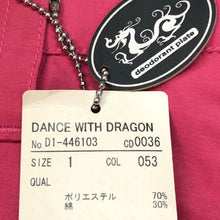 deodorant plate
DANCE WITH DRAGON
No D1-446103 CD0036
SIZE 1 COL 053
QUAL
ポリエステル 70%
綿 30%